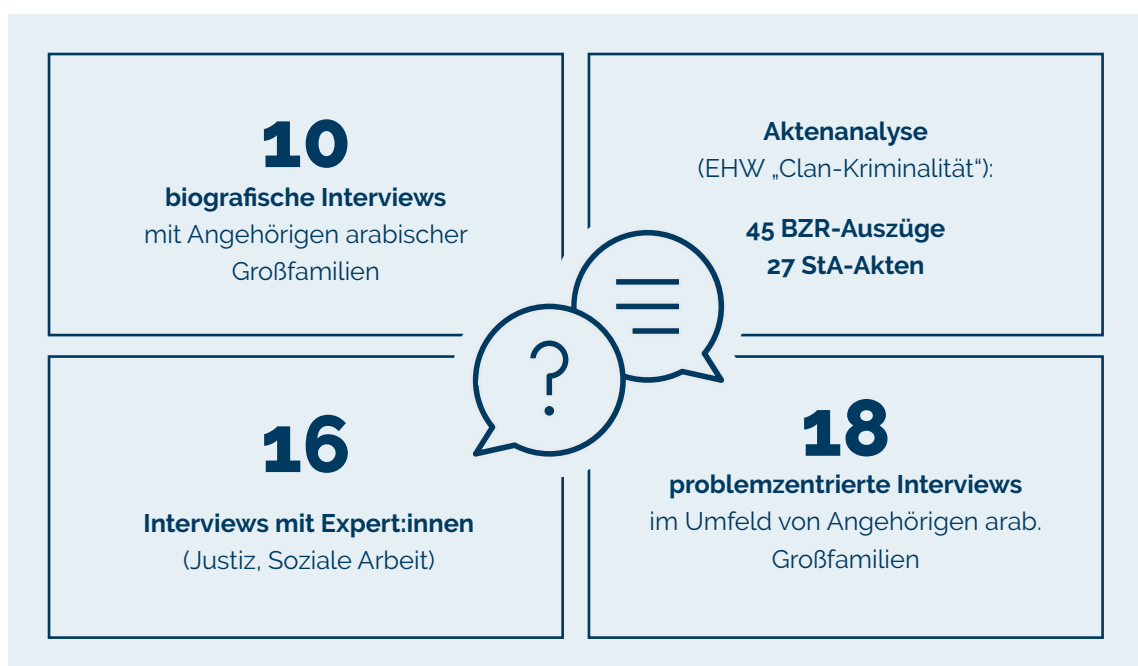 10
biografische Interviews
mit Angehörigen arabischer
Großfamilien
Aktenanalyse
(EHW „Clan-Kriminalität“):
45 BZR-Auszüge
27 StA-Akten
?
16
Interviews mit Expert:innen
(Justiz, Soziale Arbeit)
18
problemzentrierte Interviews
im Umfeld von Angehörigen arab.
Großfamilien